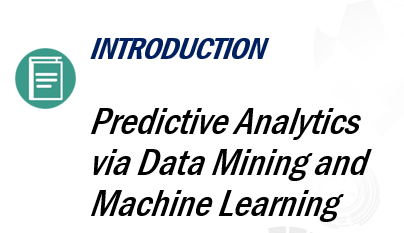 INTRODUCTION
Predictive Analytics
via Data Mining and
Machine Learning